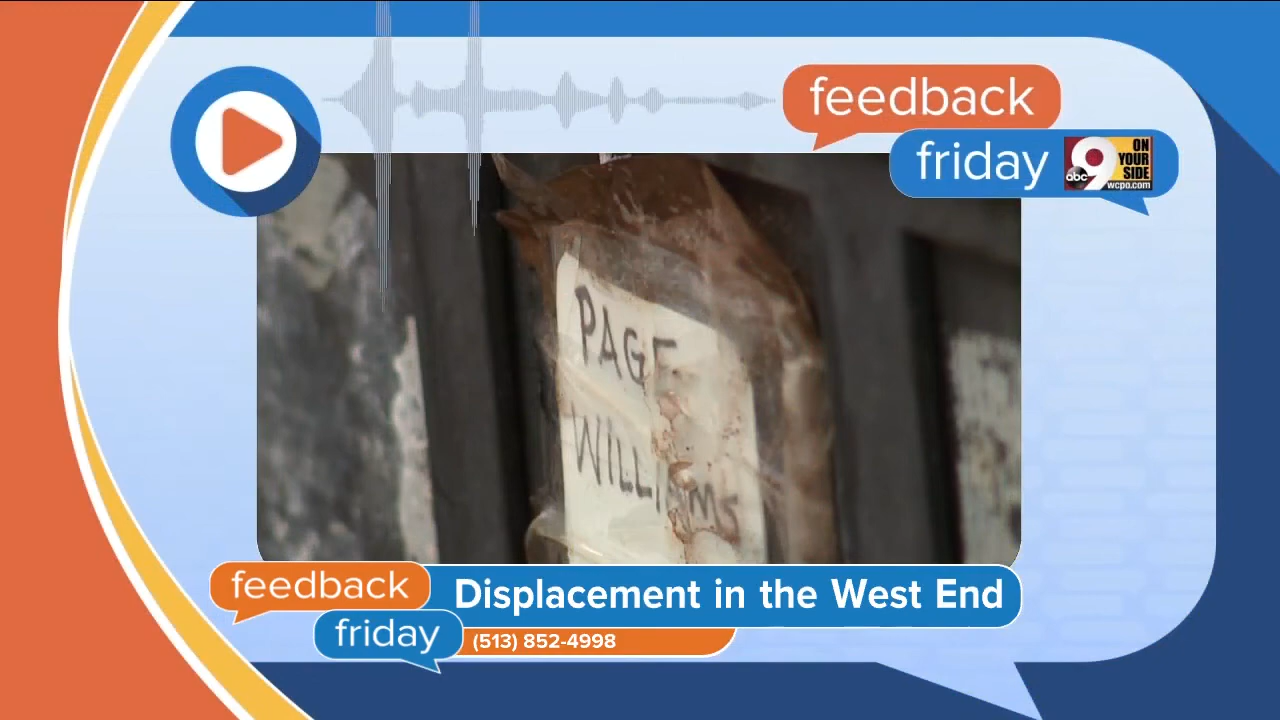 feedback
friday
abc 9 ON YOUR SIDE
wcpo.com
PAGE
WILLIAMS
feedback
Displacement in the West End
friday
(513) 852-4998